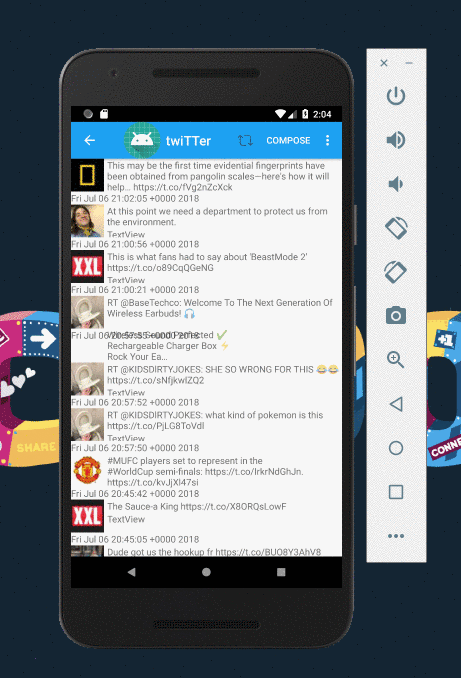 2:04
twiTTer
COMPOSE
This may be the first time evidential fingerprints have
been obtained from pangolin scales—here's how it will
help… https://t.co/fVg2nZcXck
Fri Jul 06 21:02:05 +0000 2018
At this point we need a department to protect us from
the environment.
TextView
Fri Jul 06 21:00:56 +0000 2018
XXL
This is what fans had to say about 'BeastMode 2'
https://t.co/o89CqQGeNG
TextView
Fri Jul 06 21:00:21 +0000 2018
RT @BaseTechco: Welcome To The Next Generation Of
Wireless Earbuds! 🎧
Fri Jul 06 20:57:55 +0000 2018
Wireless Sound Perfected ✅
Rechargeable Charger Box ⚡
Rock Your Ea…
RT @KIDSDIRTYJOKES: SHE SO WRONG FOR THIS 😂😂
https://t.co/sNfjkwIZQ2
TextView
Fri Jul 06 20:57:52 +0000 2018
RT @KIDSDIRTYJOKES: what kind of pokemon is this
https://t.co/PjLG8ToVdl
TextView
Fri Jul 06 20:57:50 +0000 2018
#MUFC players set to represent in the
#WorldCup semi-finals: https://t.co/IrkrNdGhJn.
https://t.co/kvJjXl47si
Fri Jul 06 20:45:42 +0000 2018
XXL
The Sauce-a King https://t.co/X8ORQsLowF
TextView
Fri Jul 06 20:45:05 +0000 2018
Dude got us the hookup fr https://t.co/BUO8Y3AhV8
SHARE
CONNE